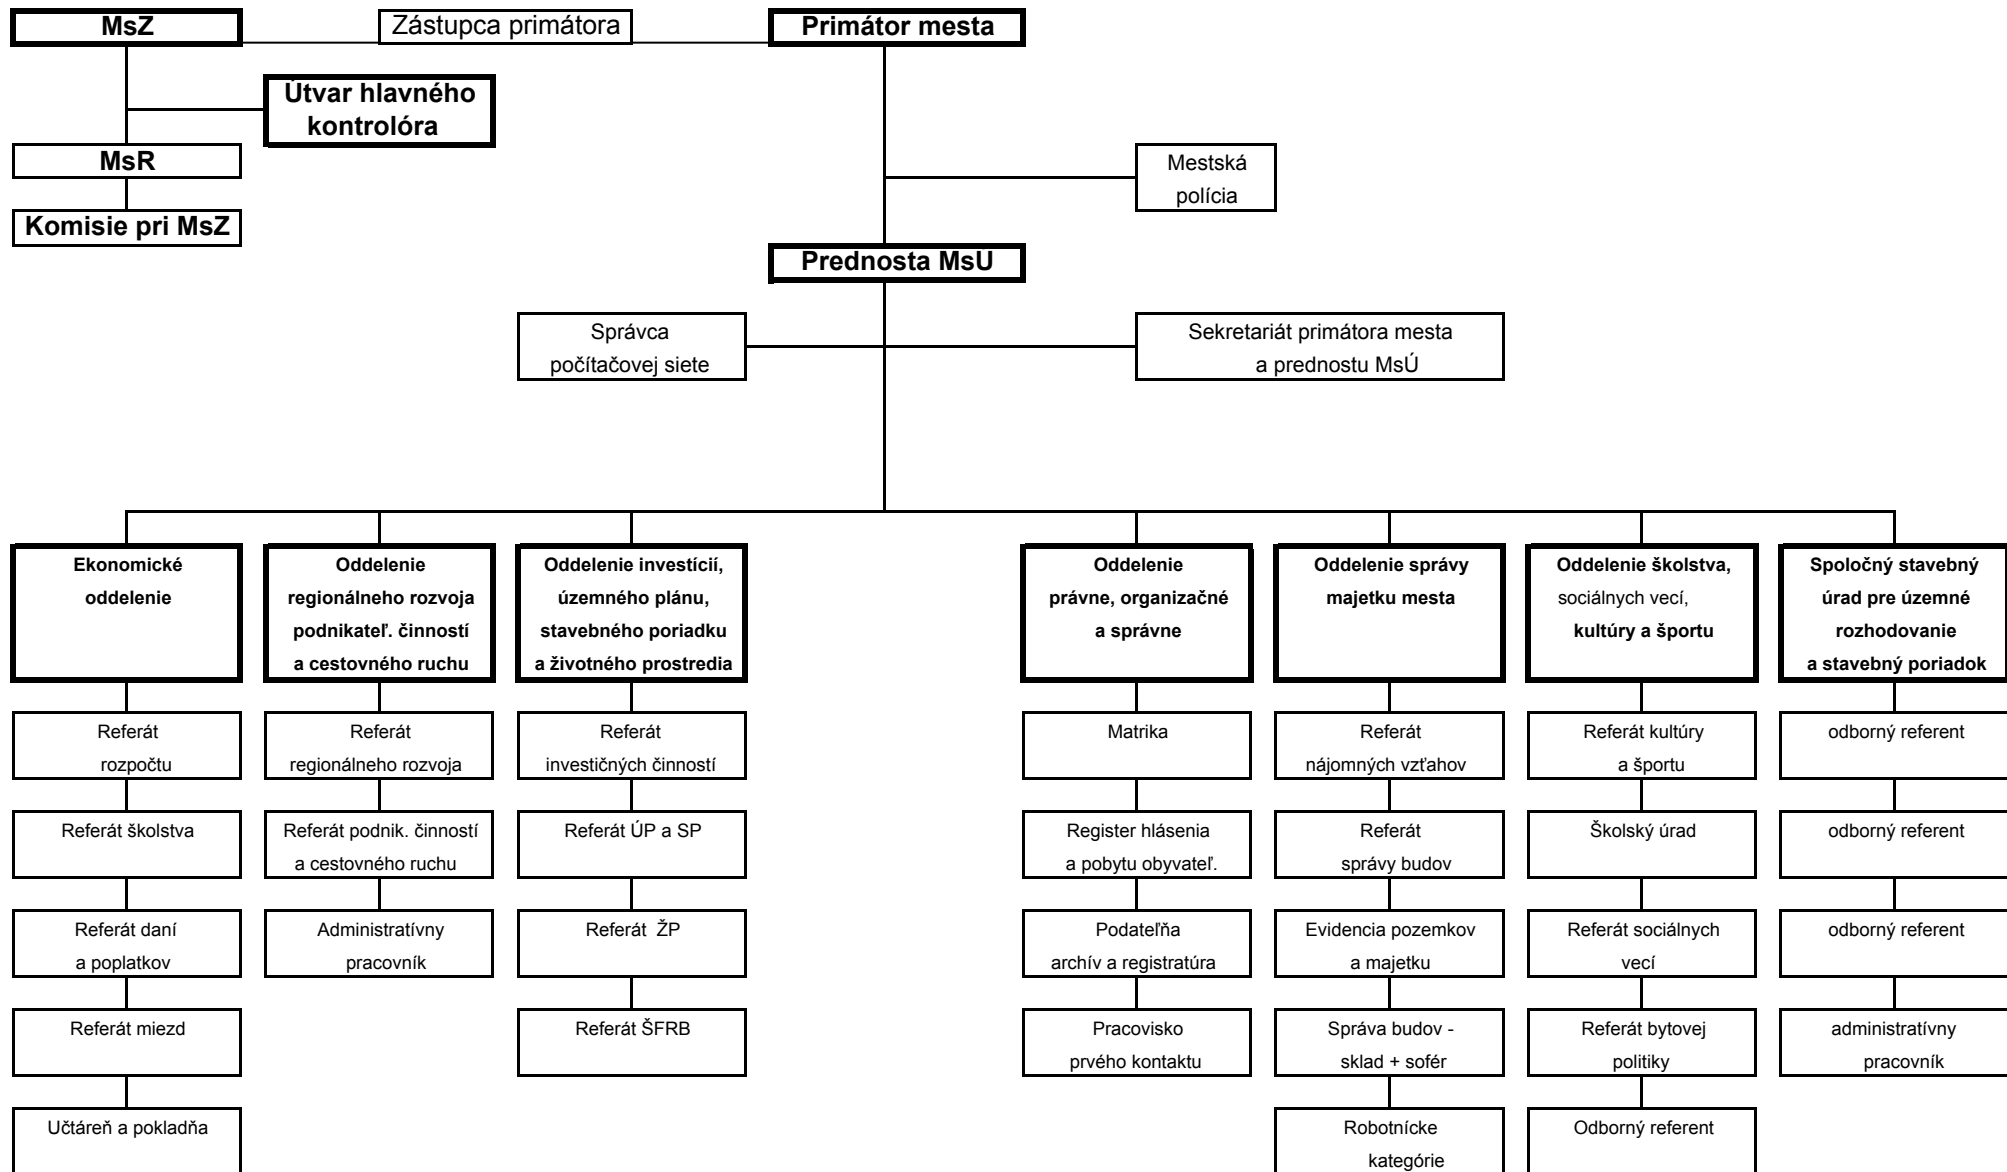 MsZ
Zástupca primátora
Primátor mesta
Útvar hlavného
kontrolóra
MsR
Mestská
polícia
Komisie pri MsZ
Prednosta MsÚ
Správca
počítačovej siete
Sekretariát primátora mesta
a prednostu MsÚ
Ekonomické
oddelenie
Oddelenie
regionálneho rozvoja
podnikateľ. činností
a cestovného ruchu
Oddelenie investícií,
územného plánu,
stavebného poriadku
a životného prostredia
Oddelenie
právne, organizačné
a správne
Oddelenie správy
majetku mesta
Oddelenie školstva,
sociálnych vecí,
kultúry a športu
Spoločný stavebný
úrad pre územné
rozhodovanie
a stavebný poriadok
Referát
rozpočtu
Referát
regionálneho rozvoja
Referát
investičných činností
Matrika
Referát
nájomných vzťahov
Referát kultúry
a športu
odborný referent
Referát školstva
Referát podnik. činností
a cestovného ruchu
Referát ÚP a SP
Register hlásenia
a pobytu obyvateľ.
Referát
správy budov
Školský úrad
odborný referent
Referát daní
a poplatkov
Administratívny
pracovník
Referát ŽP
Podateľňa
archív a registratúra
Evidencia pozemkov
a majetku
Referát sociálnych
vecí
odborný referent
Referát miezd
Referát ŠFRB
Pracovisko
prvého kontaktu
Správa budov -
sklad + sofér
Referát bytovej
politiky
administratívny
pracovník
Učtáreň a pokladňa
Robotnícke
kategórie
Odborný referent